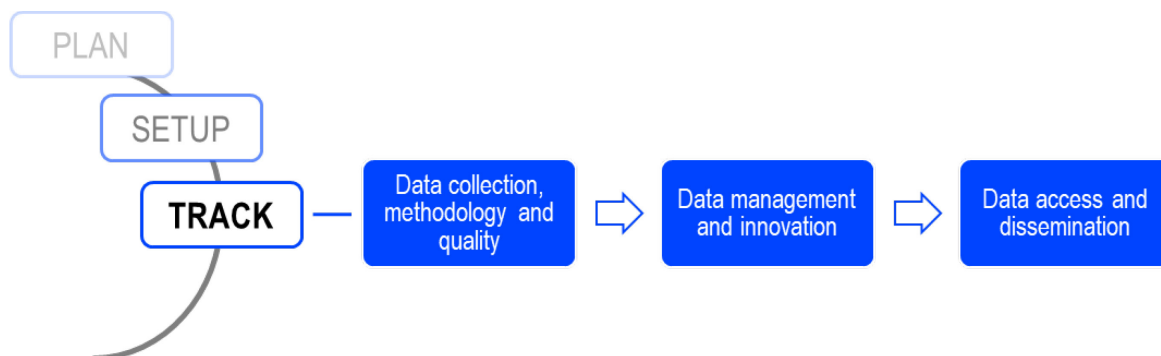 PLAN
SETUP
TRACK
Data collection,
methodology and
quality
Data management
and innovation
Data access and
dissemination